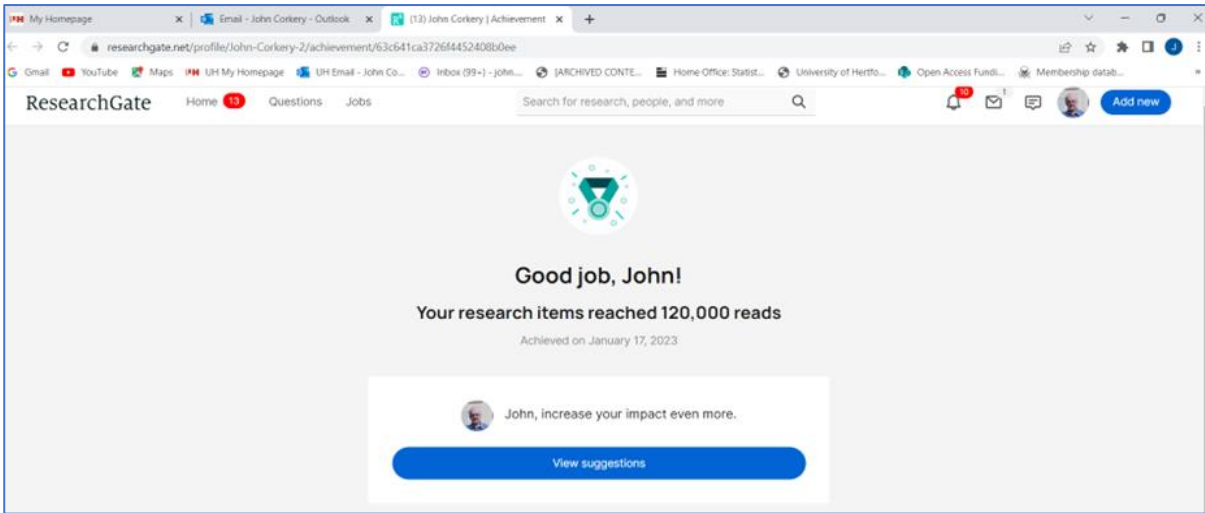 My Homepage
Email - John Corkery - Outlook
(13) John Corkery | Achievement
researchgate.net/profile/John-Corkery-2/achievement/63c641ca3726f4452408b0ee
Gmail YouTube Maps UH My Homepage UH Email - John Co... Inbox (99+) - john.... [ARCHIVED CONTE... Home Office: Statist... University of Hertfo... Open Access Fundi... Membership datab...
ResearchGate Home 13 Questions Jobs Search for research, people, and more 10 1 Add new
Good job, John!
Your research items reached 120,000 reads
Achieved on January 17, 2023
John, increase your impact even more.
View suggestions